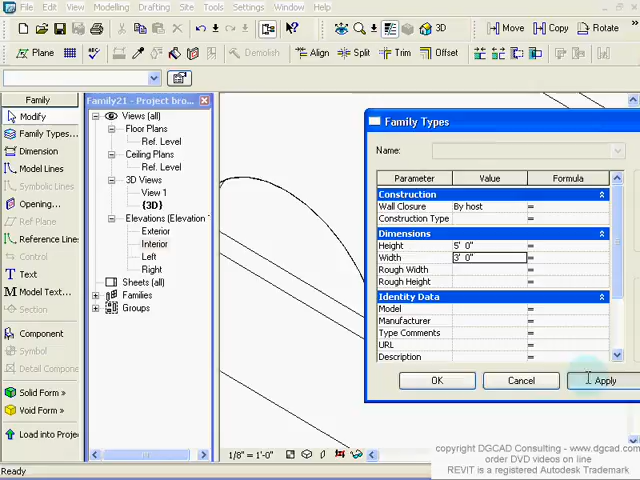 File Edit View Modelling Drafting Site Tools Settings Window Help
Move Copy Rotate
Plane Demolish Align Split Trim Offset
3D
Family
Modify
Family Types...
Dimension
Model Lines
Symbolic Lines
Opening...
Ref Plane
Reference Line
Control
Text
Model Text...
Section
Component
Symbol
Detail Component
Solid Form »
Void Form »
Load into Proje
Family21 - Project bro...
Views (all)
Floor Plans
Ref. Level
Ceiling Plans
Ref. Level
3D Views
View 1
{3D}
Elevations (Elevation
Exterior
Interior
Left
Right
Sheets (all)
Families
Groups
Family Types
Name:
Parameter Value Formula
Construction
Wall Closure By host =
Construction Type =
Dimensions
Height 5' 0" =
Width 3' 0" =
Rough Width =
Rough Height =
Identity Data
Model =
Manufacturer =
Type Comments =
URL =
Description =
OK Cancel Apply
1/8" = 1'-0"
Ready
copyright DGCAD Consulting - www.dgcad.com
order DVD videos on line
REVIT is a registered Autodesk Trademark